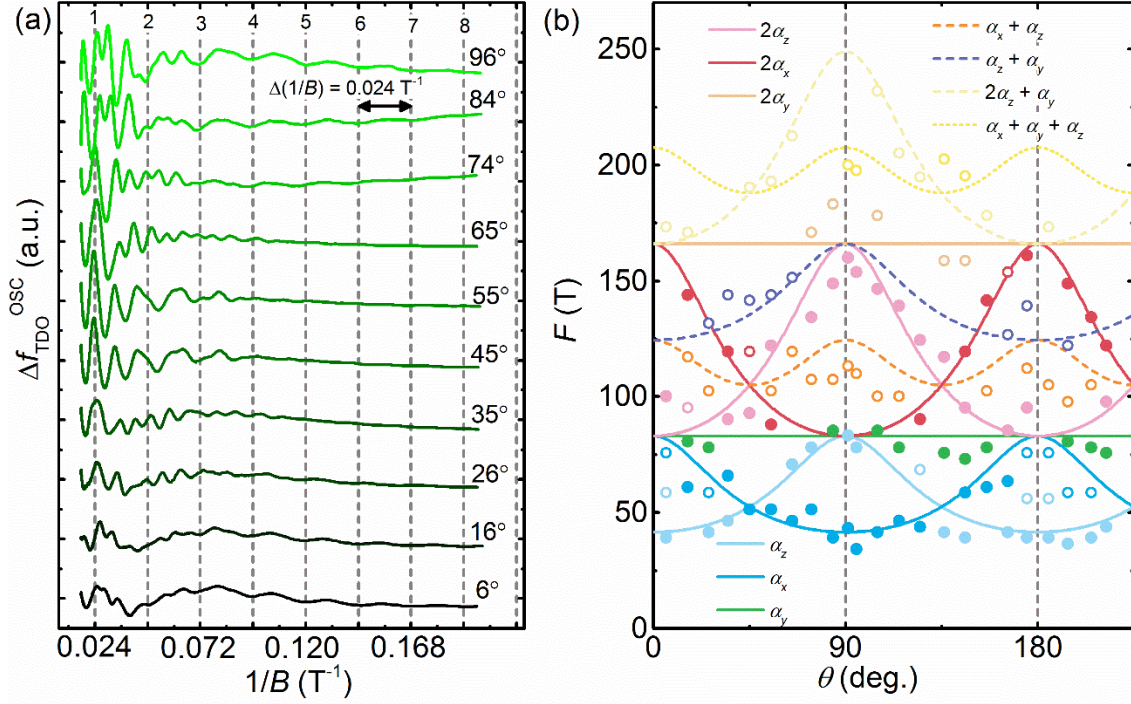 (a)
1 2 3 4 5 6 7 8
96°
Δ(1/B) = 0.024 T⁻¹
84°
74°
65°
55°
45°
35°
26°
16°
6°
Δf_TDO^OSC (a.u.)
0.024 0.072 0.120 0.168
1/B (T⁻¹)
(b)
2α_z
2α_x
2α_y
α_x + α_z
α_z + α_y
2α_z + α_y
α_x + α_y + α_z
α_z
α_x
α_y
250
200
150
100
50
0
F (T)
0 90 180
θ (deg.)